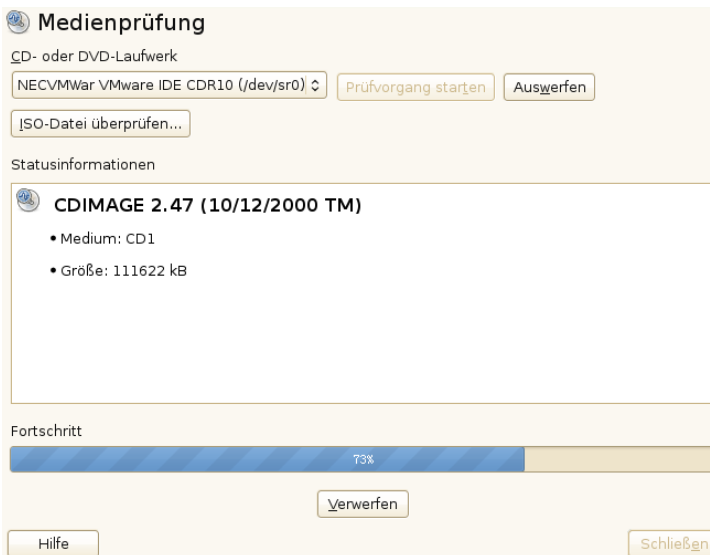 Medienprüfung
CD- oder DVD-Laufwerk
NECVMWar VMware IDE CDR10 (/dev/sr0) Prüfvorgang starten Auswerfen
ISO-Datei überprüfen...
Statusinformationen
CDIMAGE 2.47 (10/12/2000 TM)
• Medium: CD1
• Größe: 111622 kB
Fortschritt
73%
Verwerfen
Hilfe Schließen